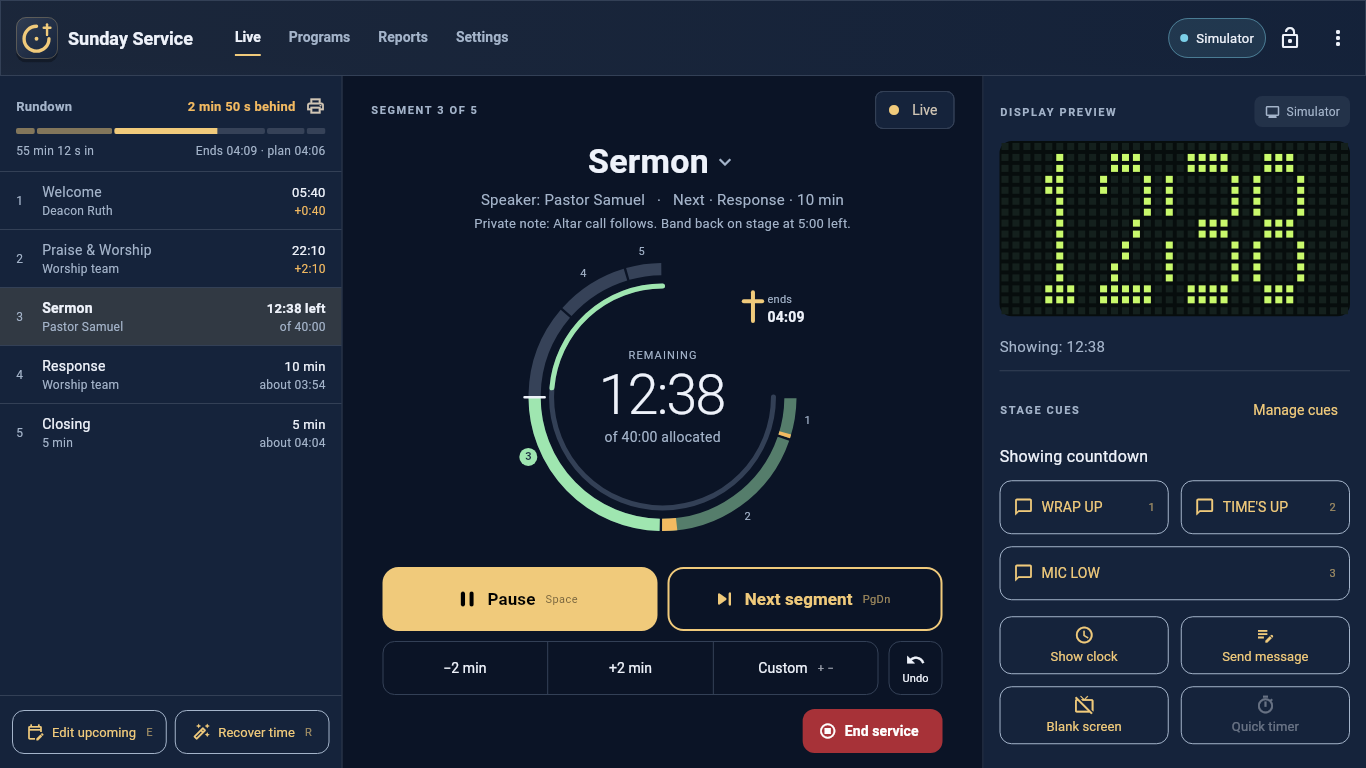 Sunday Service
Live Programs Reports Settings
Simulator
Rundown 2 min 50 s behind
55 min 12 s in Ends 04:09 · plan 04:06
1 Welcome 05:40
Deacon Ruth +0:40
2 Praise & Worship 22:10
Worship team +2:10
3 Sermon 12:38 left
Pastor Samuel of 40:00
4 Response 10 min
Worship team about 03:54
5 Closing 5 min
5 min about 04:04
Edit upcoming E
Recover time R
SEGMENT 3 OF 5
Live
Sermon
Speaker: Pastor Samuel · Next · Response · 10 min
Private note: Altar call follows. Band back on stage at 5:00 left.
5
4
ends
04:09
REMAINING
12:38
of 40:00 allocated
1
3
2
Pause Space
Next segment PgDn
−2 min
+2 min
Custom + −
Undo
End service
DISPLAY PREVIEW
Simulator
12:38
Showing: 12:38
STAGE CUES
Manage cues
Showing countdown
WRAP UP 1
TIME'S UP 2
MIC LOW 3
Show clock
Send message
Blank screen
Quick timer